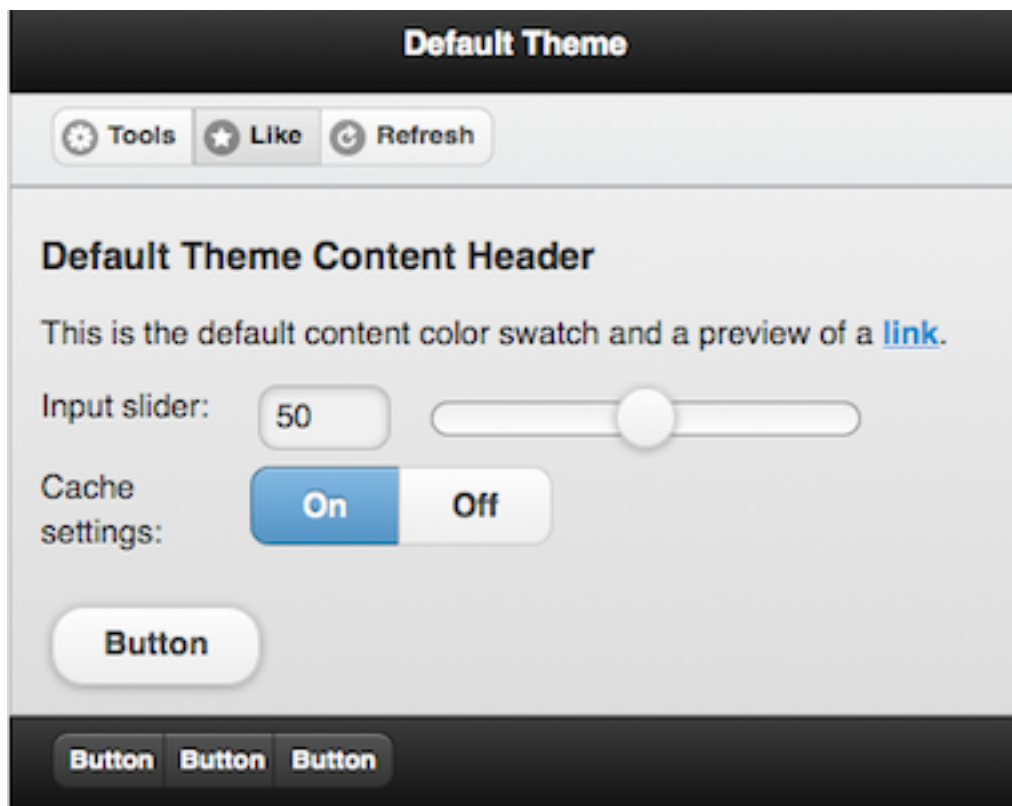 Default Theme
Tools Like Refresh
Default Theme Content Header
This is the default content color swatch and a preview of a link.
Input slider: 50
Cache
settings:
On Off
Button
Button Button Button